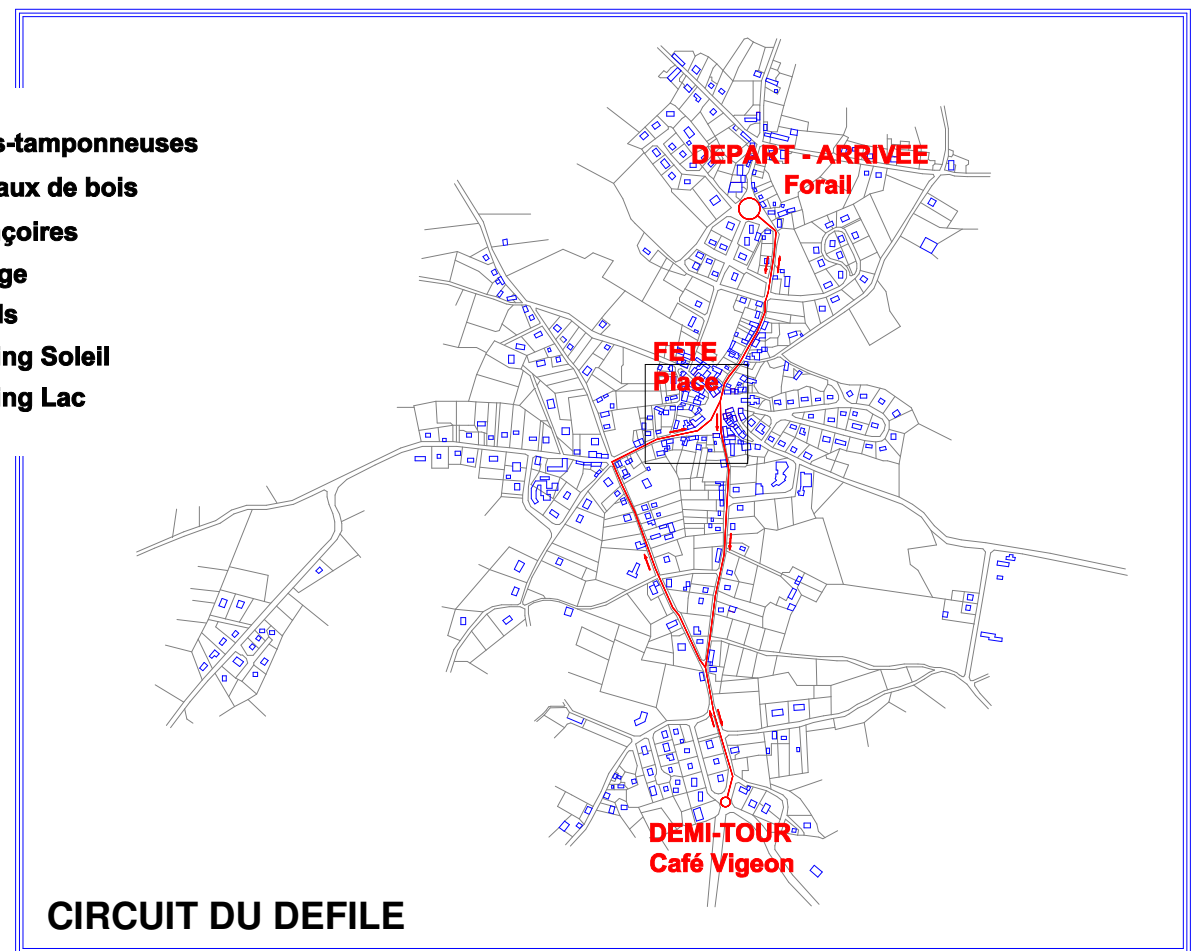 s-tamponneuses
aux de bois
çoires
ge
ls
ing Soleil
ing Lac
DEPART - ARRIVEE
Forail
FETE
Place
DEMI-TOUR
Café Vigeon
CIRCUIT DU DEFILE